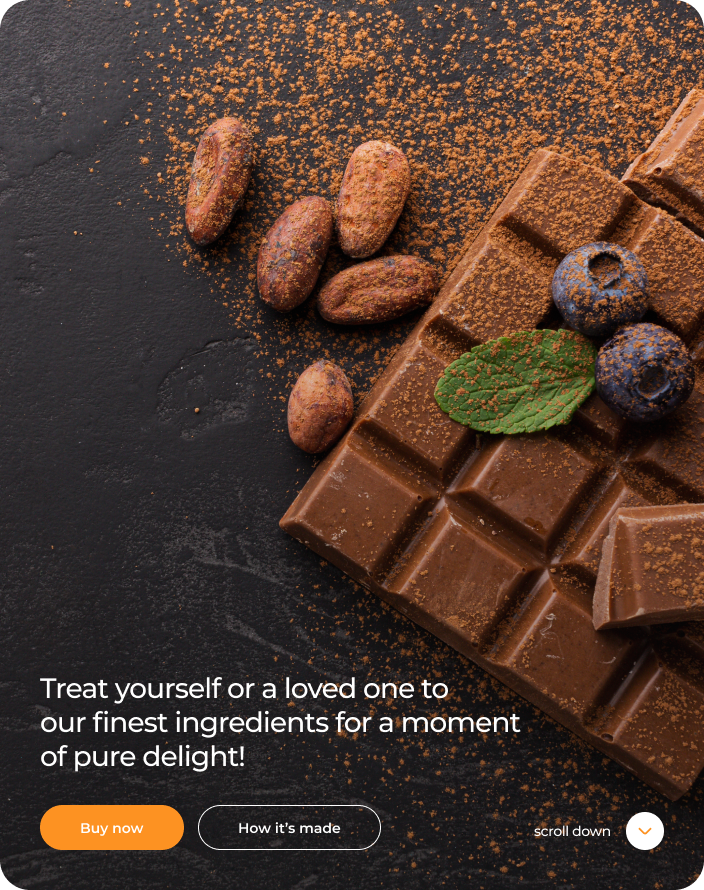 Treat yourself or a loved one to
our finest ingredients for a moment
of pure delight!
Buy now
How it’s made
scroll down